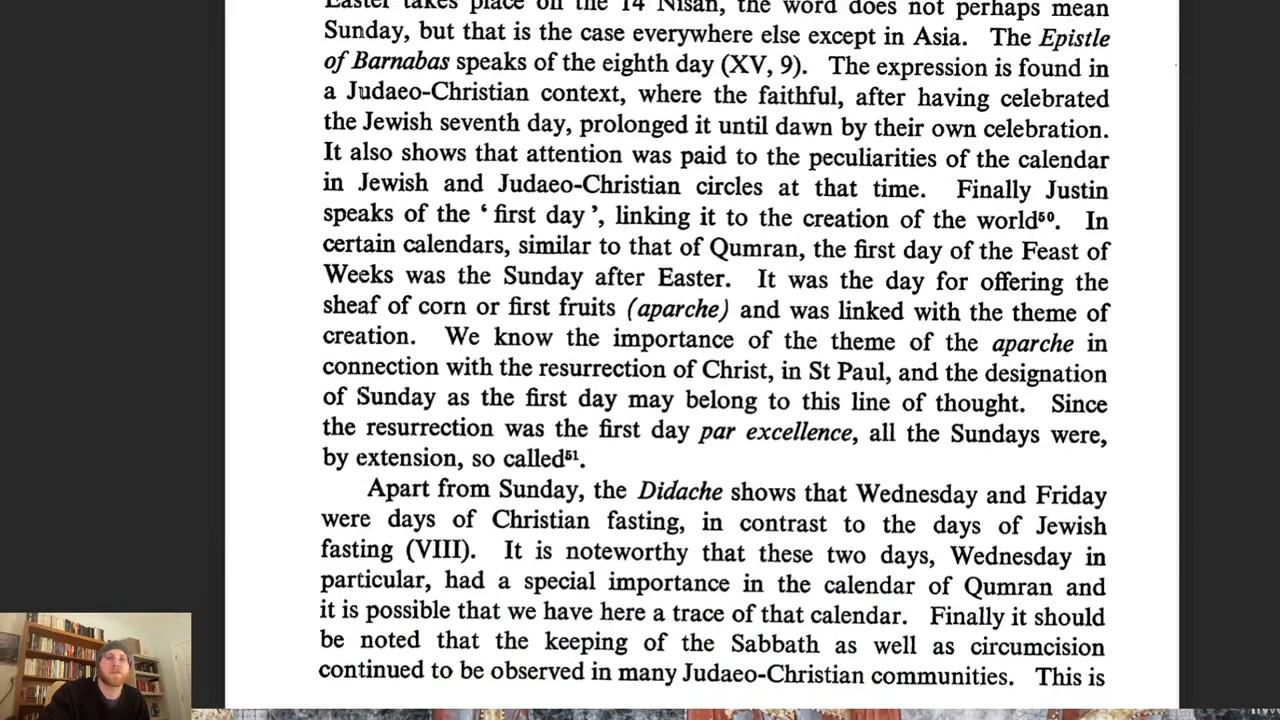 Easter takes place on the 14 Nisan, the word does not perhaps mean
Sunday, but that is the case everywhere else except in Asia. The Epistle
of Barnabas speaks of the eighth day (XV, 9). The expression is found in
a Judaeo-Christian context, where the faithful, after having celebrated
the Jewish seventh day, prolonged it until dawn by their own celebration.
It also shows that attention was paid to the peculiarities of the calendar
in Jewish and Judaeo-Christian circles at that time. Finally Justin
speaks of the ‘ first day ’, linking it to the creation of the world⁵⁰. In
certain calendars, similar to that of Qumran, the first day of the Feast of
Weeks was the Sunday after Easter. It was the day for offering the
sheaf of corn or first fruits (aparche) and was linked with the theme of
creation. We know the importance of the theme of the aparche in
connection with the resurrection of Christ, in St Paul, and the designation
of Sunday as the first day may belong to this line of thought. Since
the resurrection was the first day par excellence, all the Sundays were,
by extension, so called⁵¹.
Apart from Sunday, the Didache shows that Wednesday and Friday
were days of Christian fasting, in contrast to the days of Jewish
fasting (VIII). It is noteworthy that these two days, Wednesday in
particular, had a special importance in the calendar of Qumran and
it is possible that we have here a trace of that calendar. Finally it should
be noted that the keeping of the Sabbath as well as circumcision
continued to be observed in many Judaeo-Christian communities. This is